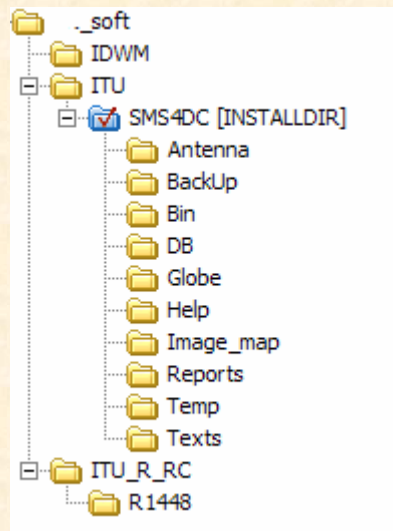 ._soft
IDWM
ITU
SMS4DC [INSTALLDIR]
Antenna
BackUp
Bin
DB
Globe
Help
Image_map
Reports
Temp
Texts
ITU_R_RC
R1448